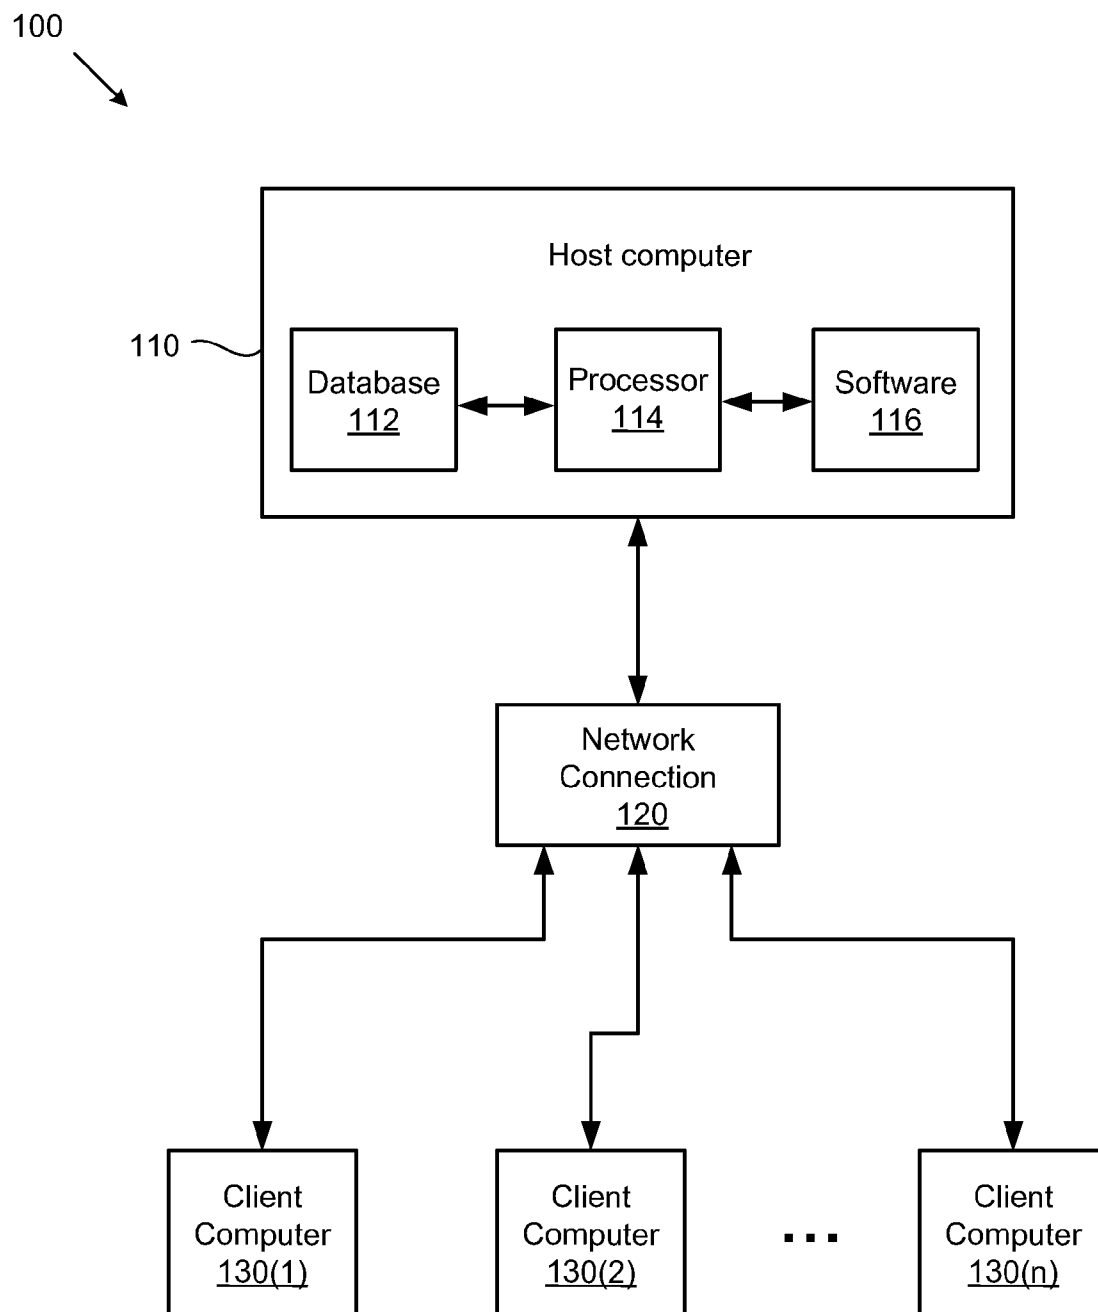 100
Host computer
110
Database
112
Processor
114
Software
116
Network
Connection
120
Client
Computer
130(1)
Client
Computer
130(2)
...
Client
Computer
130(n)